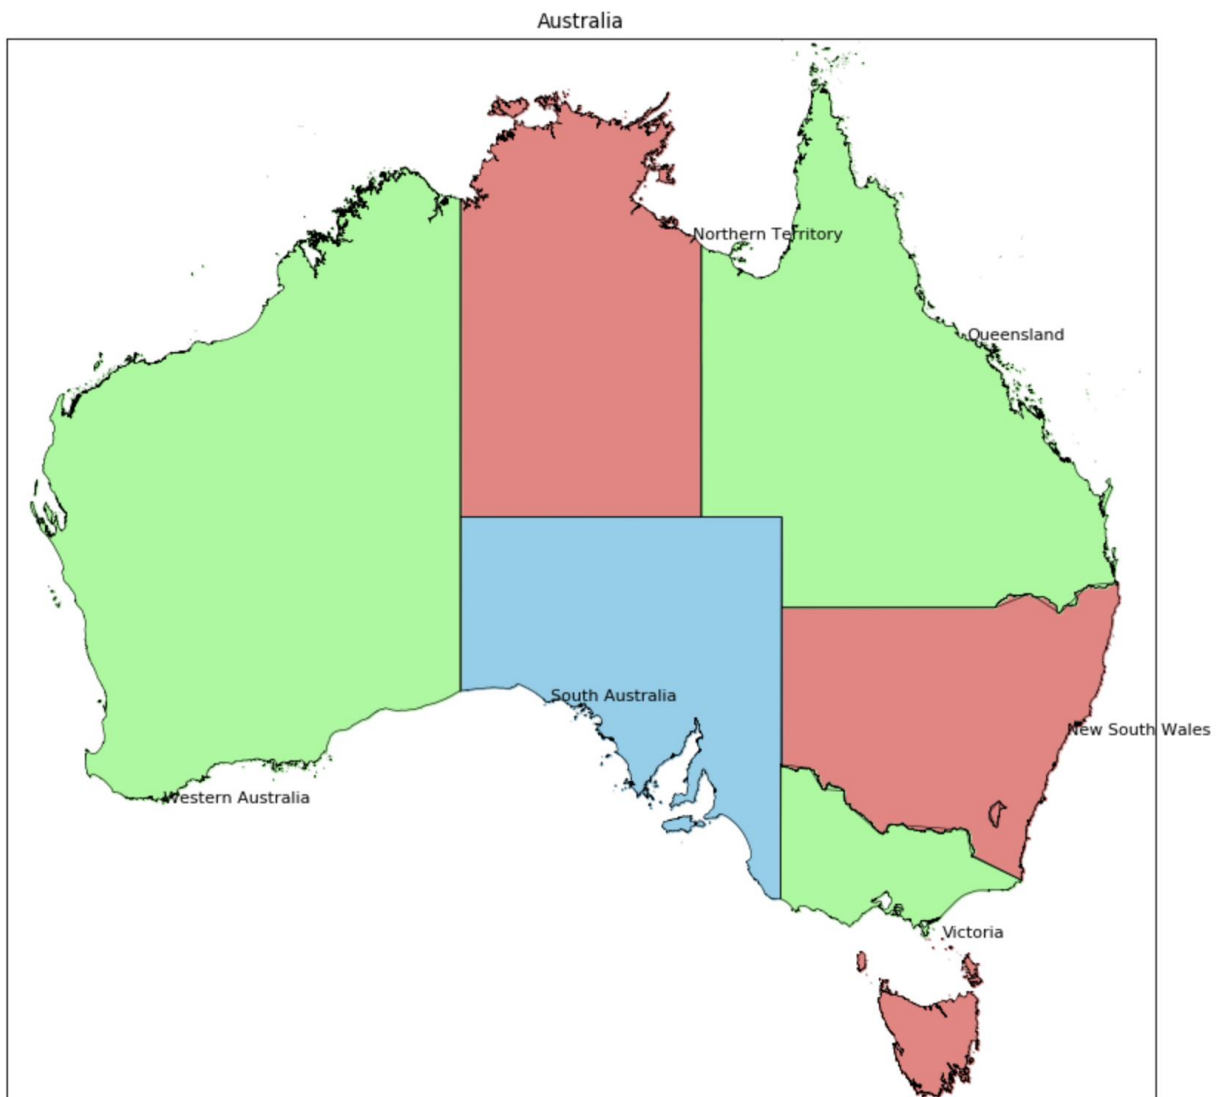 Australia
Northern Territory
Queensland
South Australia
New South Wales
Western Australia
Victoria